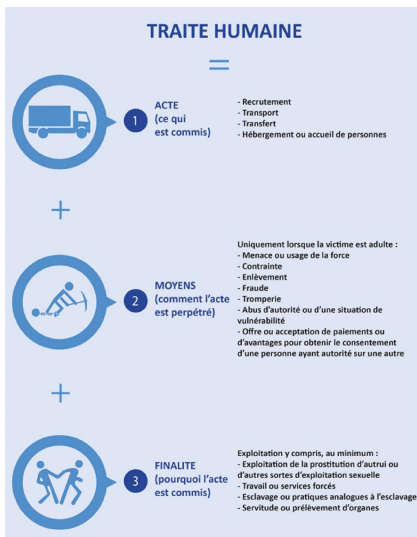 TRAITE HUMAINE
=
1
ACTE
(ce qui
est commis)
- Recrutement
- Transport
- Transfert
- Hébergement ou accueil de personnes
+
2
MOYENS
(comment l'acte
est perpétré)
Uniquement lorsque la victime est adulte :
- Menace ou usage de la force
- Contrainte
- Enlèvement
- Fraude
- Tromperie
- Abus d'autorité ou d'une situation de
vulnérabilité
- Offre ou acceptation de paiements ou
d'avantages pour obtenir le consentement
d'une personne ayant autorité sur une autre
+
3
FINALITE
(pourquoi l'acte
est commis)
Exploitation y compris, au minimum :
- Exploitation de la prostitution d'autrui ou
d'autres sortes d'exploitation sexuelle
- Travail ou services forcés
- Esclavage ou pratiques analogues à l'esclavage
- Servitude ou prélèvement d'organes